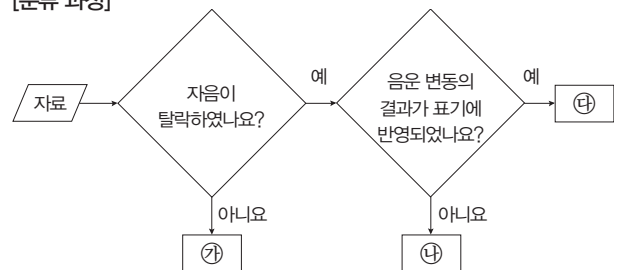 [분류 과정]
자료
자음이
탈락하였나요?
예
음운 변동의
결과가 표기에
반영되었나요?
예
㉰
아니요
아니요
㉮
㉯